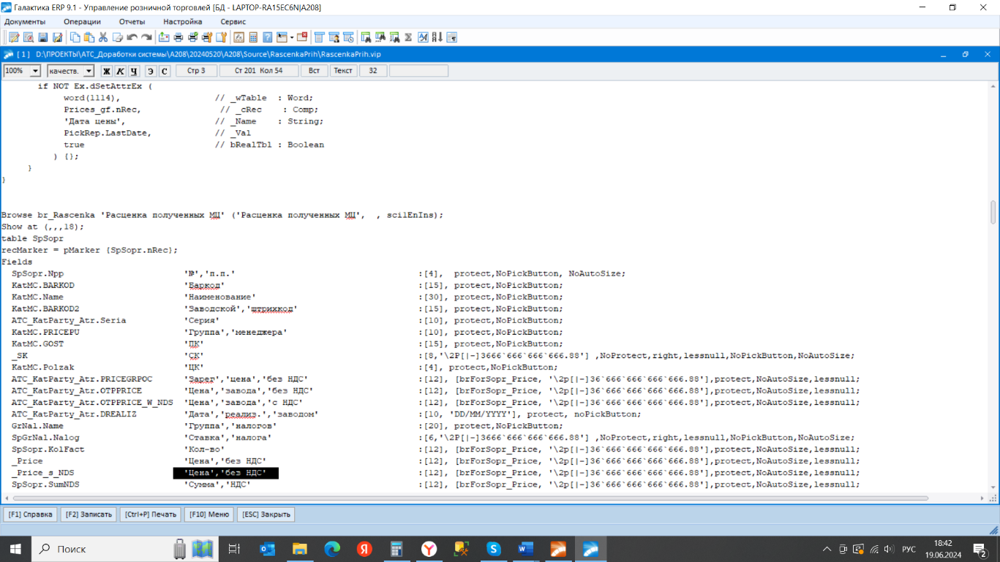 Галактика ERP 9.1 - Управление розничной торговлей [БД - LAPTOP-RA15EC6N|A208]
Документы Операции Отчеты Настройка Сервис
[ 1 ] D:\ПРОЕКТЫ\АТС_Доработки системы\A208\20240520\A208\Source\RascenkaPrih\RascenkaPrih.vip
100% качеств. Ж К Ч Э С Стр 3 Ст 201 Кол 54 Вст Текст 32
if NOT Ex.dSetAttrEx (
word(1114), // _wTable : Word;
Prices_gf.nRec, // _cRec : Comp;
'Дата цены', // _Name : String;
PickRep.LastDate, // _Val
true // bRealTbl : Boolean
) {};
}
}
Browse br_Rascenka 'Расценка полученных МЦ' ('Расценка полученных МЦ', , sci1EnIns);
Show at (,,,18);
table SpSopr
recMarker = pMarker {SpSopr.nRec};
Fields
SpSopr.Npp '№','п.п.' :[4], protect,NoPickButton, NoAutoSize;
KatMC.BARKOD 'Баркод' :[15], protect,NoPickButton;
KatMC.Name 'Наименование' :[30], protect,NoPickButton;
KatMC.BARKOD2 'Заводской','штрихкод' :[15], protect,NoPickButton;
ATC_KatParty_Atr.Seria 'Серия' :[10], protect,NoPickButton;
KatMC.PRICEPU 'Группа','менеджера' :[10], protect,NoPickButton;
KatMC.GOST 'ПК' :[15], protect,NoPickButton;
_SK 'СК' :[8,'\2P[|-]3666`666`666`666.88'] ,NoProtect,right,lessnull,NoPickButton,NoAutoSize;
KatMC.Polzak 'ЦК' :[4], protect,NoPickButton;
ATC_KatParty_Atr.PRICEGRPOC 'Зарег','цена','без НДС' :[12], [brForSopr_Price, '\2p[|-]36`666`666`666`666.88'],protect,NoAutoSize,lessnull;
ATC_KatParty_Atr.OTPPRICE 'Цена','завода','без НДС' :[12], [brForSopr_Price, '\2p[|-]36`666`666`666`666.88'],protect,NoAutoSize,lessnull;
ATC_KatParty_Atr.OTPPRICE_W_NDS 'Цена','завода','с НДС' :[12], [brForSopr_Price, '\2p[|-]36`666`666`666`666.88'],protect,NoAutoSize,lessnull;
ATC_KatParty_Atr.DREALIZ 'Дата','реализ.','заводом' :[10, 'DD/MM/YYYY'], protect, noPickButton;
GrNal.Name 'Группа','налогов' :[20], protect,NoPickButton;
SpGrNal.Nalog 'Ставка','налога' :[6,'\2P[|-]3666`666`666`666.88'] ,NoProtect,right,lessnull,NoPickButton,NoAutoSize;
SpSopr.KolFact 'Кол-во' :[12], [brForSopr_Price, '\2p[|-]36`666`666`666`666.88'],protect,NoAutoSize,lessnull;
_Price 'Цена','без НДС' :[12], [brForSopr_Price, '\2p[|-]36`666`666`666`666.88'],protect,NoAutoSize,lessnull;
_Price_s_NDS 'Цена','без НДС' :[12], [brForSopr_Price, '\2p[|-]36`666`666`666`666.88'],protect,NoAutoSize,lessnull;
SpSopr.SumNDS 'Сумма','НДС' :[12], [brForSopr_Price, '\2p[|-]36`666`666`666`666.88'],protect,NoAutoSize,lessnull;
[F1] Справка [F2] Записать [Ctrl+P] Печать [F10] Меню [ESC] Закрыть
Поиск
РУС
18:42
19.06.2024
2